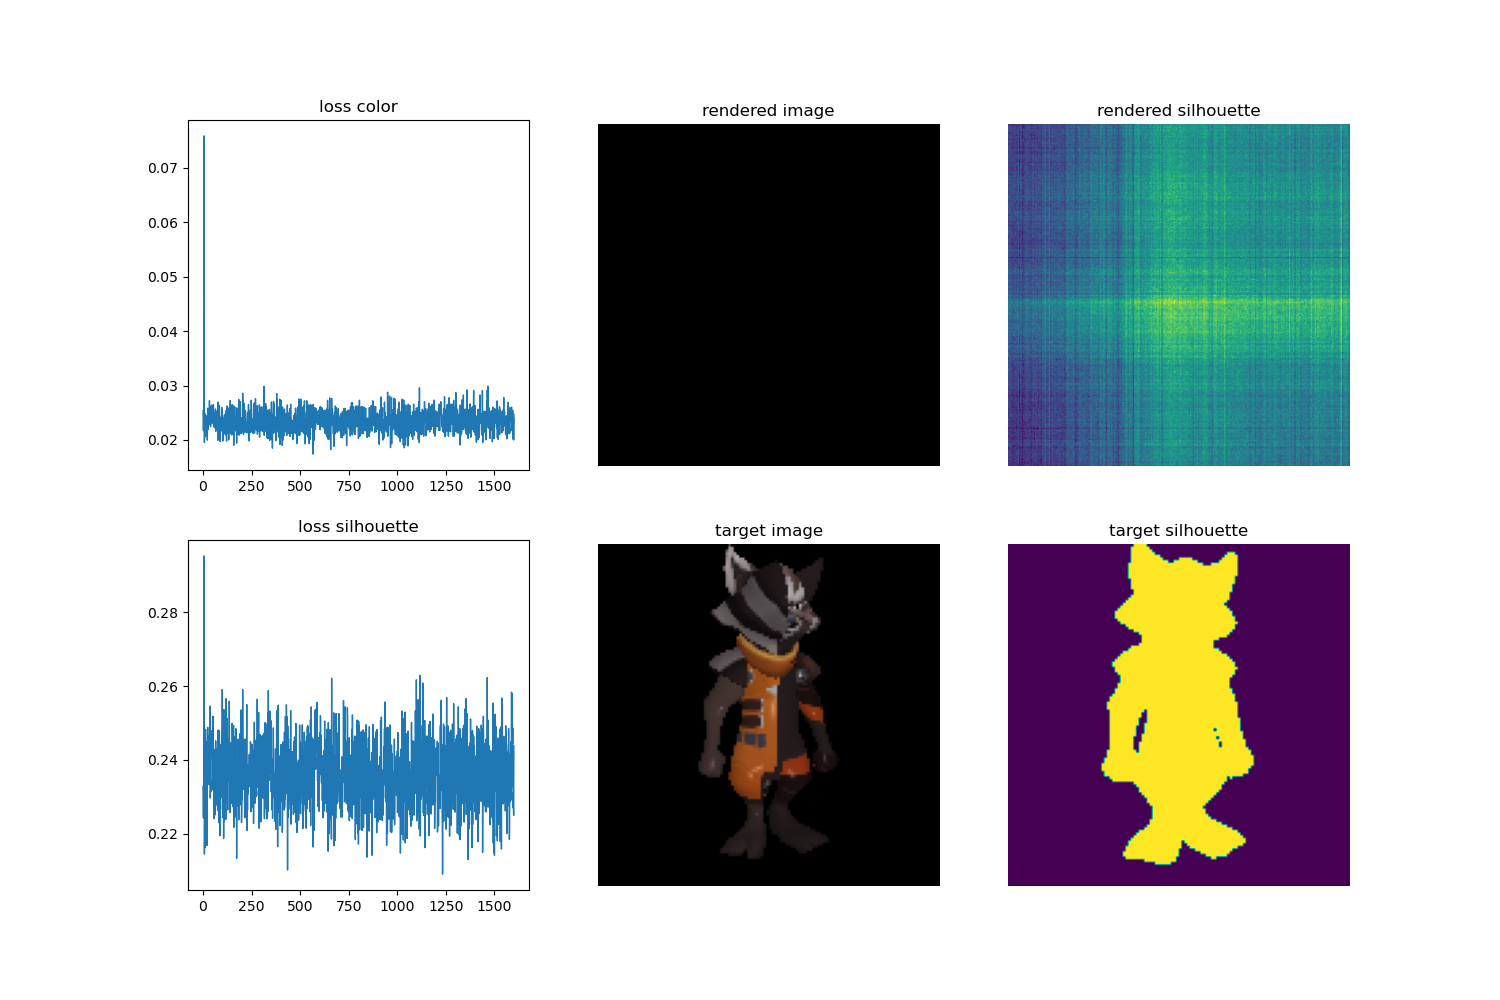 loss color
0.07
0.06
0.05
0.04
0.03
0.02
0 250 500 750 1000 1250 1500
rendered image
rendered silhouette
loss silhouette
0.28
0.26
0.24
0.22
0 250 500 750 1000 1250 1500
target image
target silhouette